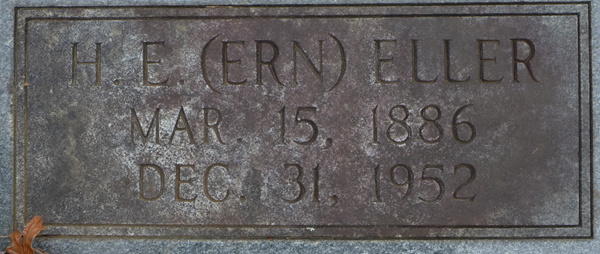 H. E. (ERN) ELLER
MAR. 15, 1886
DEC. 31, 1952